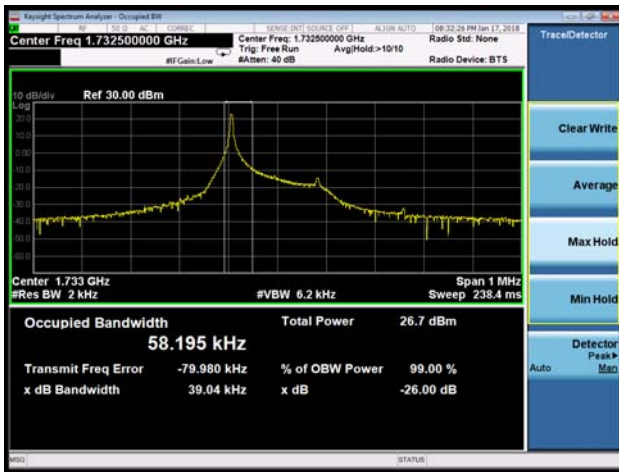 Keysight Spectrum Analyzer - Occupied BW
RF 50 Ω AC CORREC SENSE:INT SOURCE OFF ALIGN AUTO 08:32:26 PM Jan 17, 2018
Center Freq 1.732500000 GHz Center Freq: 1.732500000 GHz Radio Std: None
Trig: Free Run Avg|Hold:>10/10
#IFGain:Low #Atten: 40 dB Radio Device: BTS
Trace/Detector
10 dB/div Ref 30.00 dBm
Log
20.0
10.0
0.00
-10.0
-20.0
-30.0
-40.0
-50.0
-60.0
Center 1.733 GHz Span 1 MHz
#Res BW 2 kHz #VBW 6.2 kHz Sweep 238.4 ms
Occupied Bandwidth Total Power 26.7 dBm
58.195 kHz
Transmit Freq Error -79.980 kHz % of OBW Power 99.00 %
x dB Bandwidth 39.04 kHz x dB -26.00 dB
Clear Write
Average
Max Hold
Min Hold
Detector
Peak▶
Auto Man
MSG STATUS